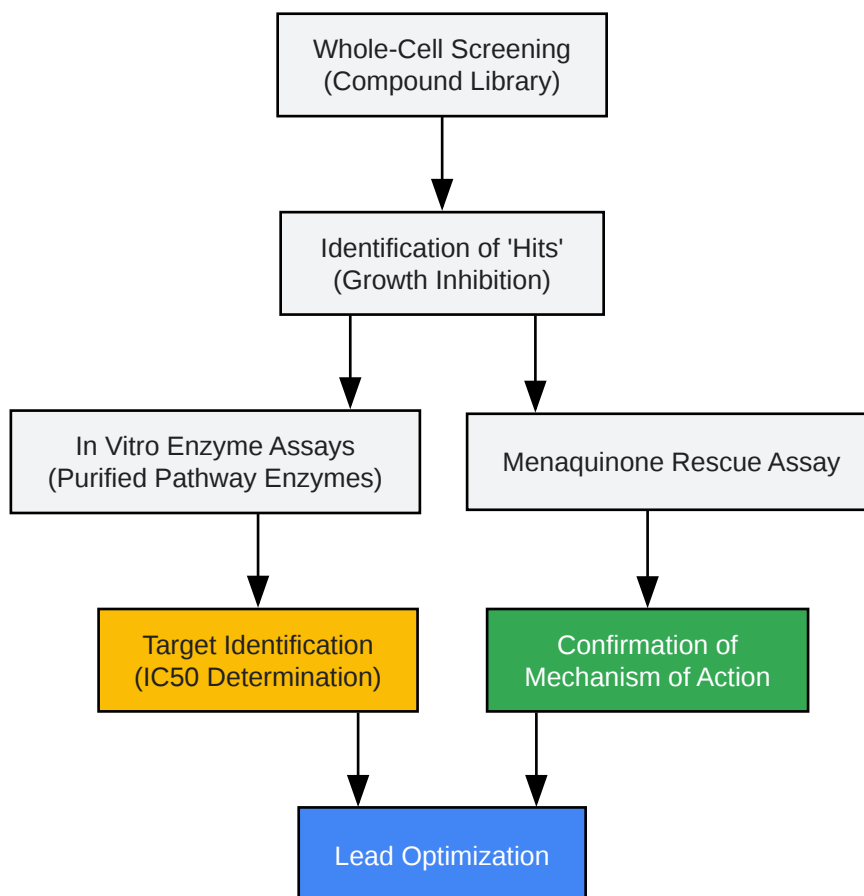 Whole-Cell Screening
(Compound Library)
Identification of 'Hits'
(Growth Inhibition)
In Vitro Enzyme Assays
(Purified Pathway Enzymes)
Menaquinone Rescue Assay
Target Identification
(IC50 Determination)
Confirmation of
Mechanism of Action
Lead Optimization